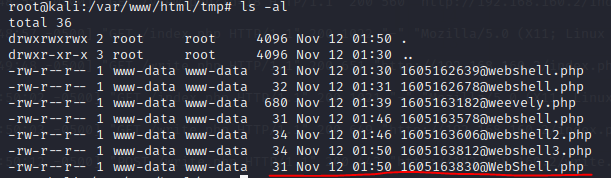 root@kali:/var/www/html/tmp# ls -al
total 36
drwxrwxrwx 2 root root 4096 Nov 12 01:50 .
drwxr-xr-x 3 root root 4096 Nov 12 01:30 ..
-rw-r--r-- 1 www-data www-data 31 Nov 12 01:30 1605162639@webshell.php
-rw-r--r-- 1 www-data www-data 32 Nov 12 01:31 1605162678@webshell.php
-rw-r--r-- 1 www-data www-data 680 Nov 12 01:39 1605163182@weevely.php
-rw-r--r-- 1 www-data www-data 31 Nov 12 01:46 1605163578@webshell.php
-rw-r--r-- 1 www-data www-data 34 Nov 12 01:46 1605163606@webshell2.php
-rw-r--r-- 1 www-data www-data 34 Nov 12 01:50 1605163812@webshell3.php
-rw-r--r-- 1 www-data www-data 31 Nov 12 01:50 1605163830@WebShell.php